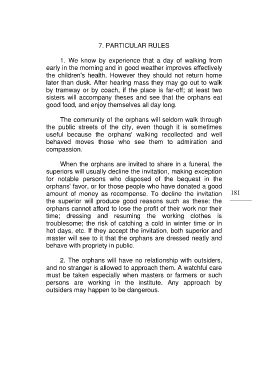 7. PARTICULAR RULES
1. We know by experience that a day of walking from
early in the morning and in good weather improves effectively
the children's health. However they should not return home
later than dusk. After hearing mass they may go out to walk
by tramway or by coach, if the place is far-off; at least two
sisters will accompany theses and see that the orphans eat
good food, and enjoy themselves all day long.
The community of the orphans will seldom walk through
the public streets of the city, even though it is sometimes
useful because the orphans' walking recollected and well
behaved moves those who see them to admiration and
compassion.
When the orphans are invited to share in a funeral, the
superiors will usually decline the invitation, making exception
for notable persons who disposed of the bequest in the
orphans' favor, or for those people who have donated a good
amount of money as recompense. To decline the invitation
the superior will produce good reasons such as these: the
orphans cannot afford to lose the profit of their work nor their
time; dressing and resuming the working clothes is
troublesome; the risk of catching a cold in winter time or in
hot days, etc. If they accept the invitation, both superior and
master will see to it that the orphans are dressed neatly and
behave with propriety in public.
181
2. The orphans will have no relationship with outsiders,
and no stranger is allowed to approach them. A watchful care
must be taken especially when masters or farmers or such
persons are working in the institute. Any approach by
outsiders may happen to be dangerous.